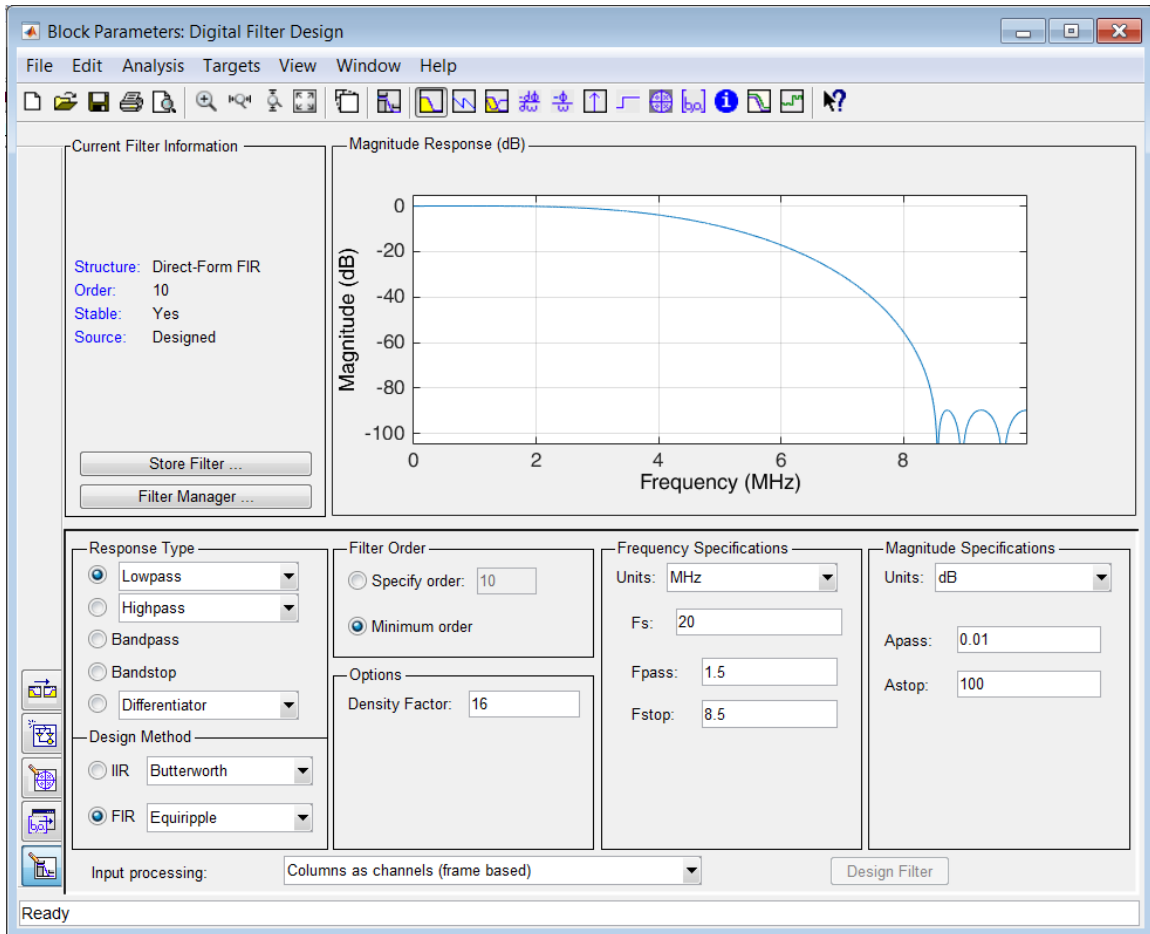 Block Parameters: Digital Filter Design
File Edit Analysis Targets View Window Help
Current Filter Information
Structure: Direct-Form FIR
Order: 10
Stable: Yes
Source: Designed
Store Filter ...
Filter Manager ...
Magnitude Response (dB)
Magnitude (dB)
0
-20
-40
-60
-80
-100
0 2 4 6 8
Frequency (MHz)
Response Type
Lowpass
Highpass
Bandpass
Bandstop
Differentiator
Design Method
IIR Butterworth
FIR Equiripple
Filter Order
Specify order: 10
Minimum order
Options
Density Factor: 16
Frequency Specifications
Units: MHz
Fs: 20
Fpass: 1.5
Fstop: 8.5
Magnitude Specifications
Units: dB
Apass: 0.01
Astop: 100
Input processing: Columns as channels (frame based)
Design Filter
Ready